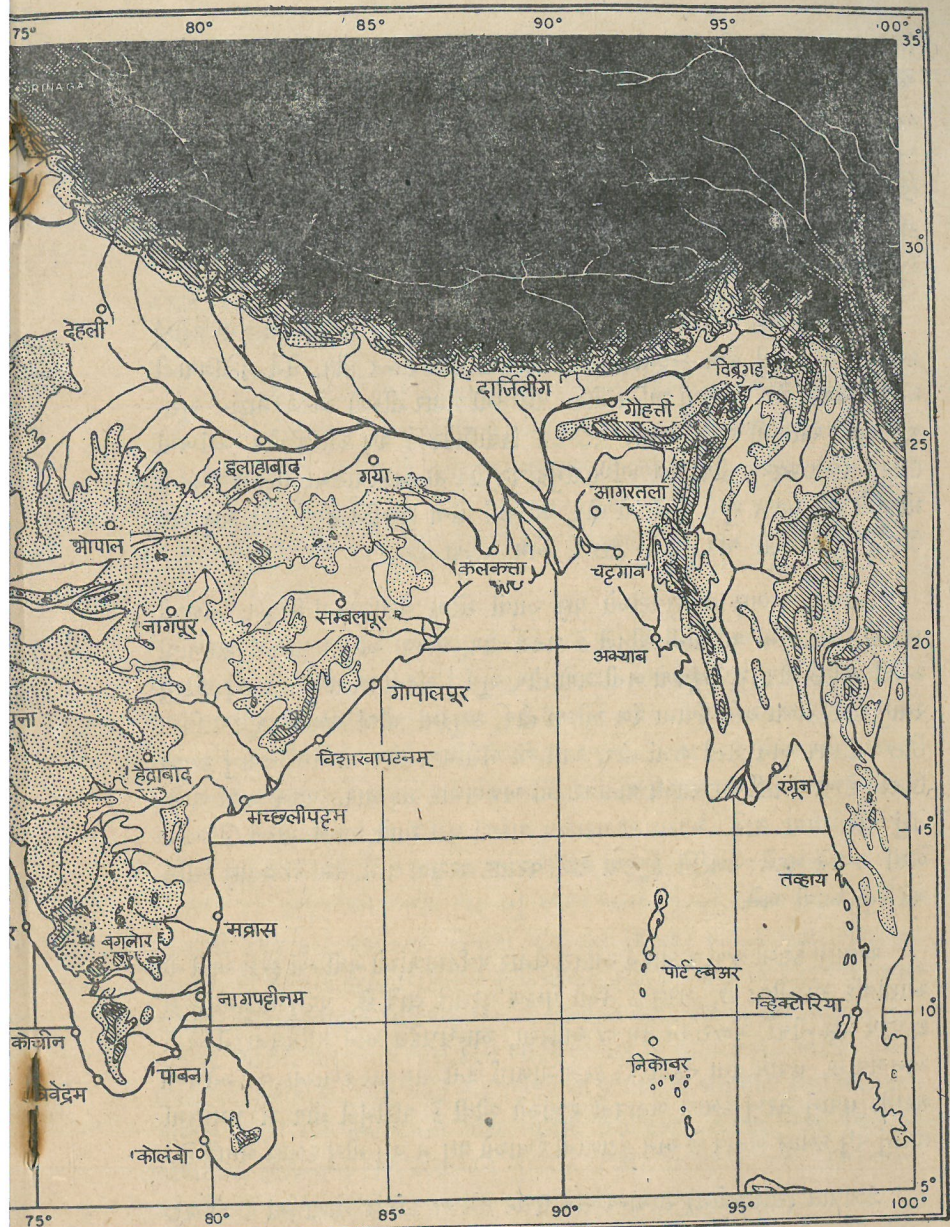 75° 80° 85° 90° 95° 100°
35°
SRINAGAR
30°
देहली
दार्जिलींग
दिब्रुगड
गोहत्ती
25°
इलाहाबाद
गया
आगरतला
भोपाल
कलकत्ता
चट्टगांव
नागपूर
सम्बलपूर
20°
अक्याब
गोपालपूर
विशाखापटनम्
हैद्राबाद
रंगून
मच्छलीपट्टम
15°
तव्हाय
मद्रास
बंगलोर
पोर्ट ल्बेअर
नागपट्टीनम
व्हिक्टोरिया
10°
कोचीन
पाबन
निकोवर
त्रिवेंद्रम
कोलंबो
5°
75° 80° 85° 90° 95° 100°